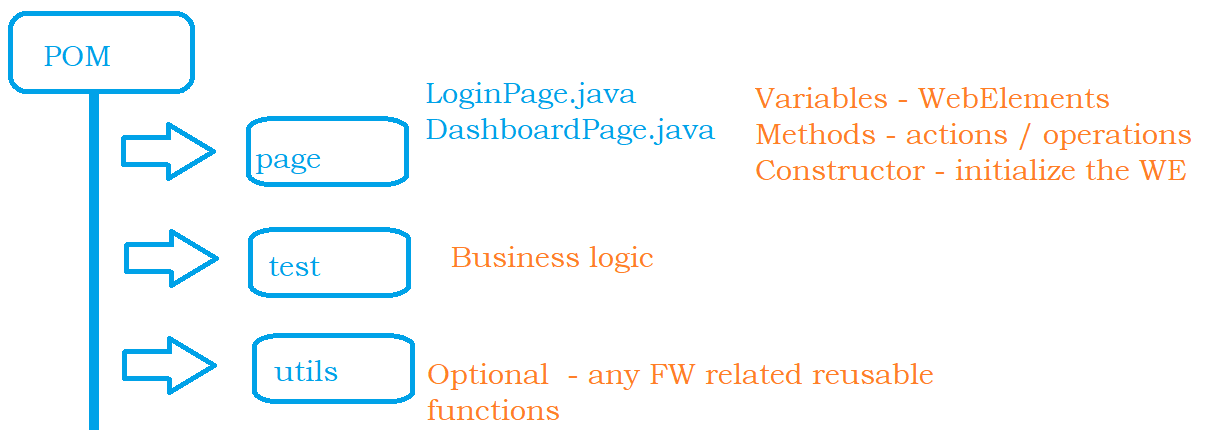 POM
LoginPage.java
DashboardPage.java
Variables - WebElements
Methods - actions / operations
Constructor - initialize the WE
page
test
Business logic
utils
Optional  - any FW related reusable
functions